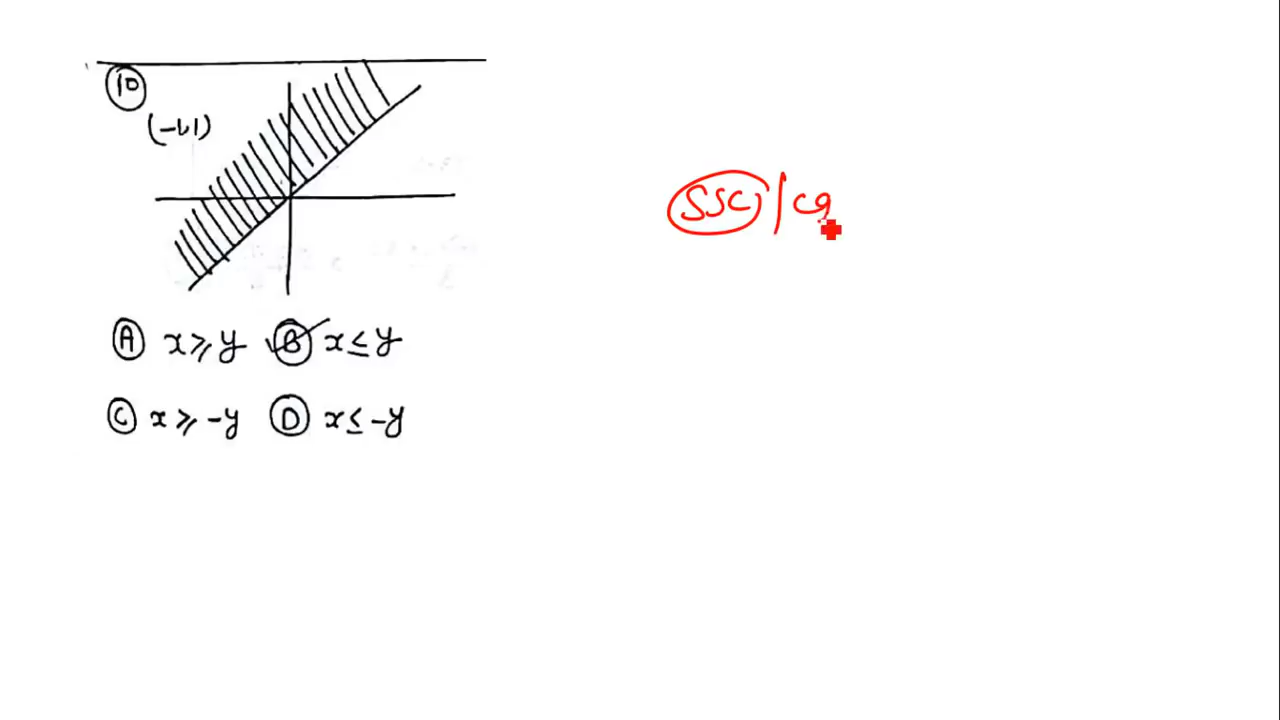 10
(-1,1)
SSC / CG
A x ≥ y B x ≤ y
C x ≥ -y D x ≤ -y